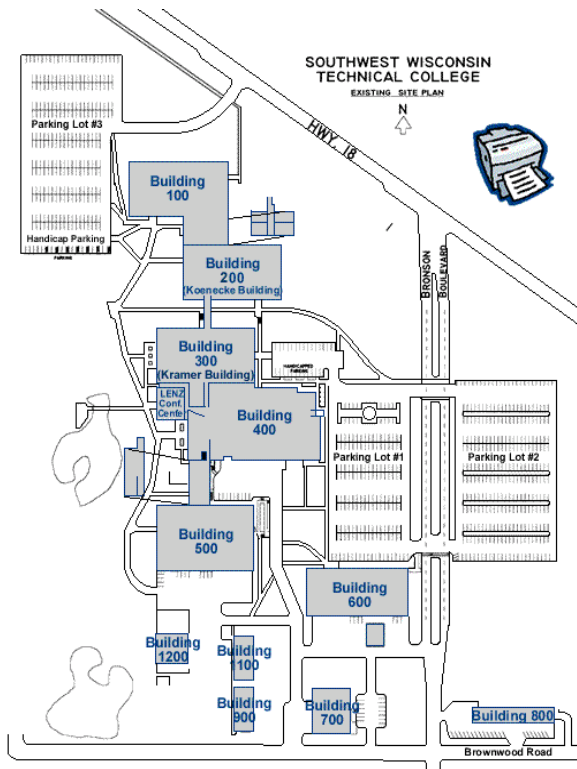 SOUTHWEST WISCONSIN
TECHNICAL COLLEGE
EXISTING SITE PLAN
N
HWY. 18
Parking Lot #3
Handicap Parking
PARKING
Building
100
Building
200
(Koenecke Building)
BRONSON
BOULEVARD
Building
300
(Kramer Building)
HANDICAPPED
PARKING
LENZ
Conf.
Center
Building
400
Parking Lot #1
Parking Lot #2
Building
500
Building
600
Building
1200
Building
1100
Building
900
Building
700
Building 800
Brownwood Road